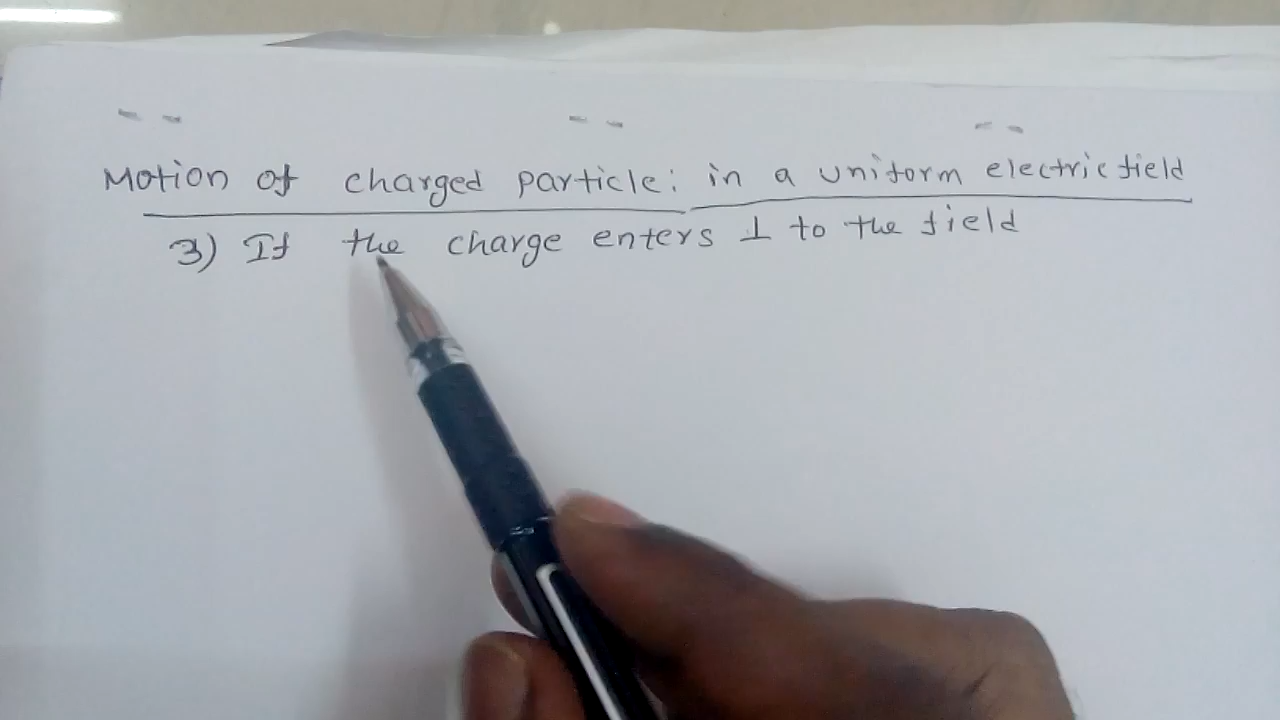 Motion of charged particle: in a uniform electric field
3) If the charge enters ⊥ to the field